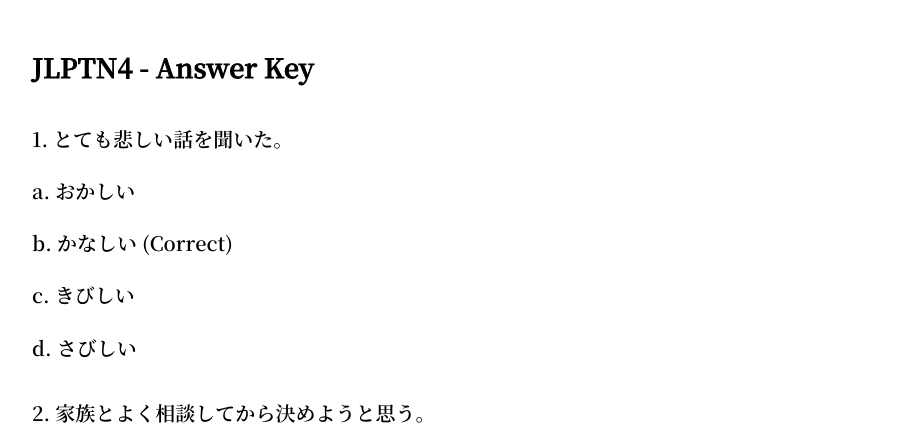 JLPTN4 - Answer Key
1. とても悲しい話を聞いた。
a. おかしい
b. かなしい (Correct)
c. きびしい
d. さびしい
2. 家族とよく相談してから決めようと思う。